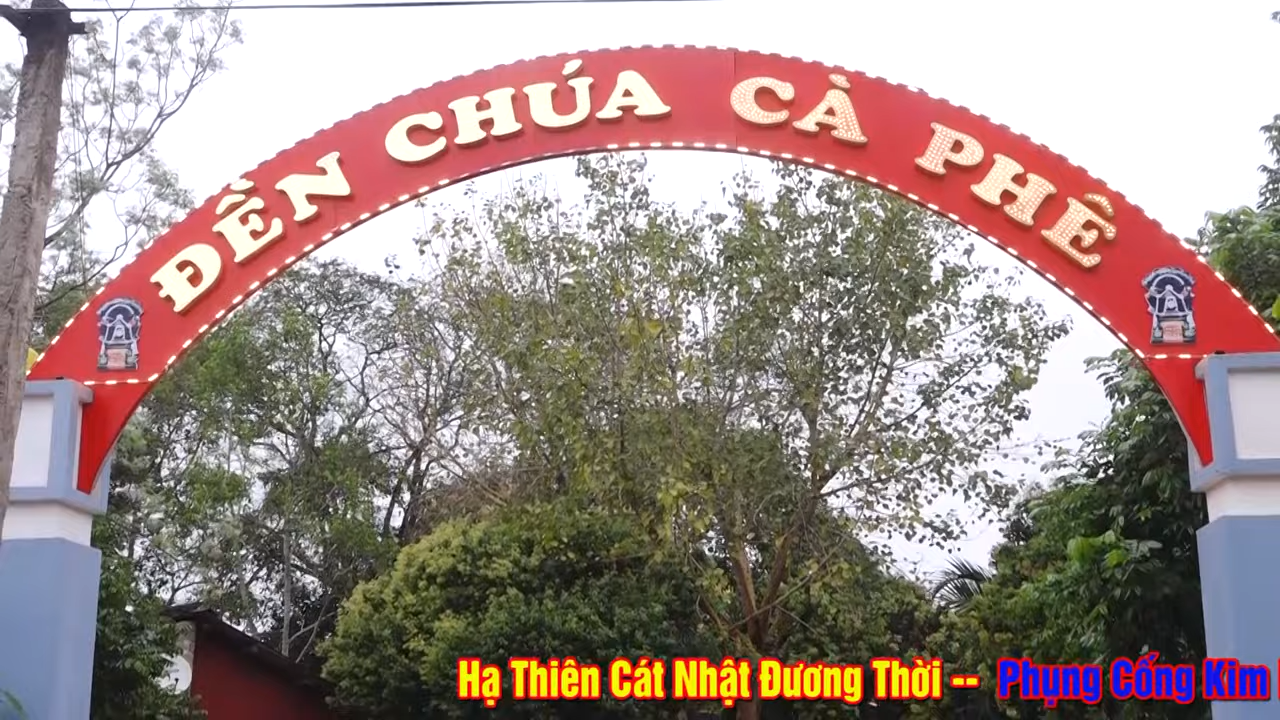 ĐỀN CHÚA CÀ PHÊ
Hạ Thiên Cát Nhật Đương Thời -- Phụng Cống Kim